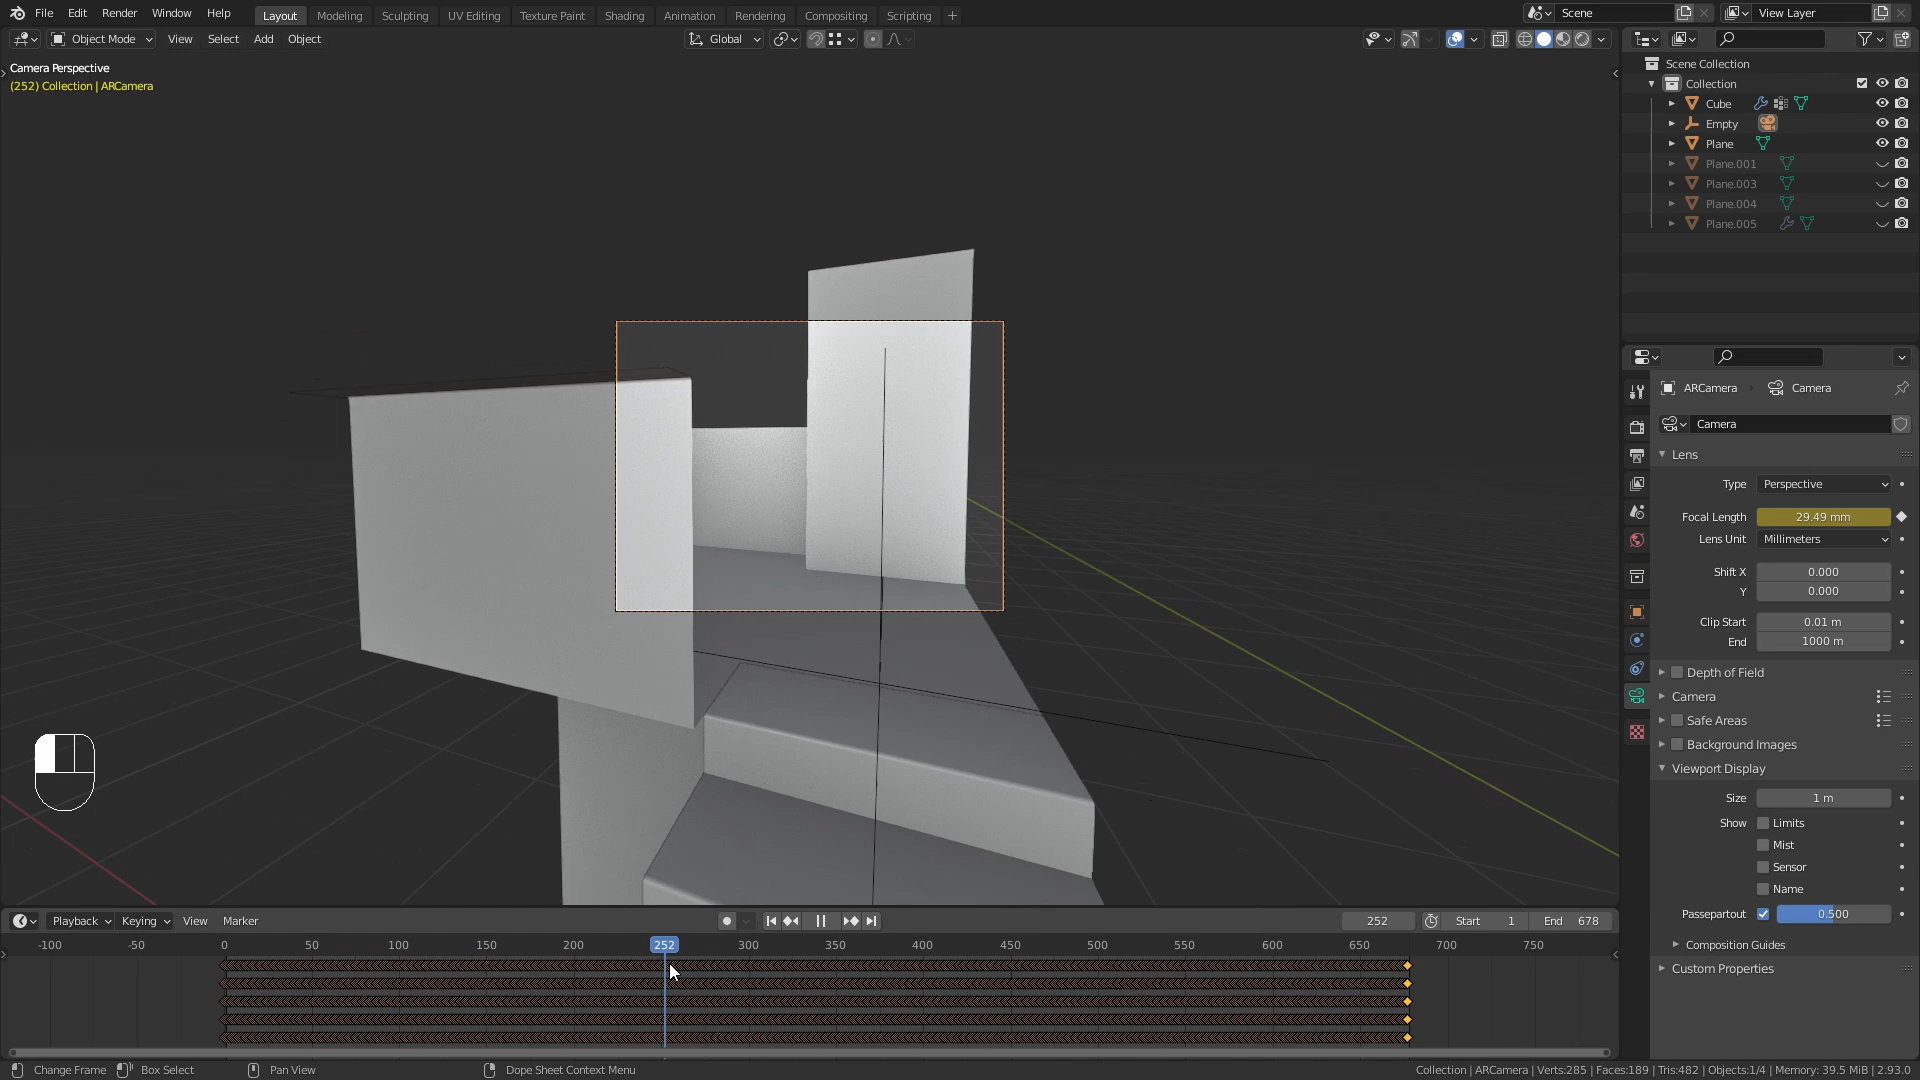 File Edit Render Window Help Layout Modeling Sculpting UV Editing Texture Paint Shading Animation Rendering Compositing Scripting + Scene View Layer
Object Mode View Select Add Object Global
Camera Perspective
(252) Collection | ARCamera
Scene Collection
Collection
Cube
Empty
Plane
Plane.001
Plane.003
Plane.004
Plane.005
ARCamera Camera
Camera
Lens
Type Perspective
Focal Length 29.49 mm
Lens Unit Millimeters
Shift X 0.000
Y 0.000
Clip Start 0.01 m
End 1000 m
Depth of Field
Camera
Safe Areas
Background Images
Viewport Display
Size 1 m
Show Limits
Mist
Sensor
Name
Passepartout 0.500
Composition Guides
Custom Properties
Playback Keying View Marker 252 Start 1 End 678
-100 -50 0 50 100 150 200 252 300 350 400 450 500 550 600 650 700 750
Change Frame Box Select Pan View Dope Sheet Context Menu Collection | ARCamera | Verts:285 | Faces:189 | Tris:482 | Objects:1/4 | Memory: 39.5 MiB | 2.93.0